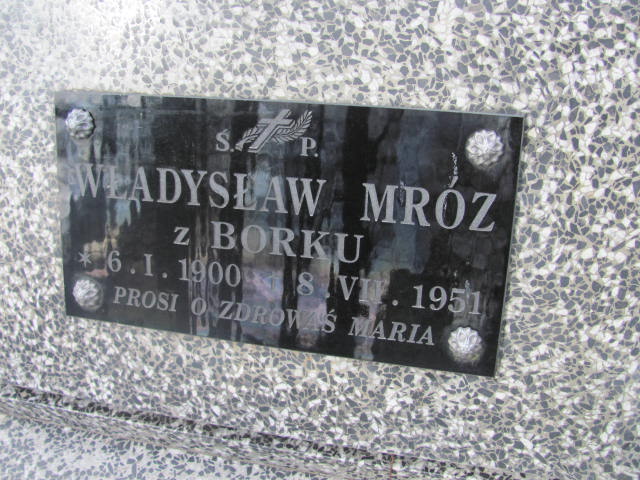 Ś. P.
WŁADYSŁAW MRÓZ
z BORKU
* 6.I.1900 8.VII.1951
PROSI O ZDROWAŚ MARIA